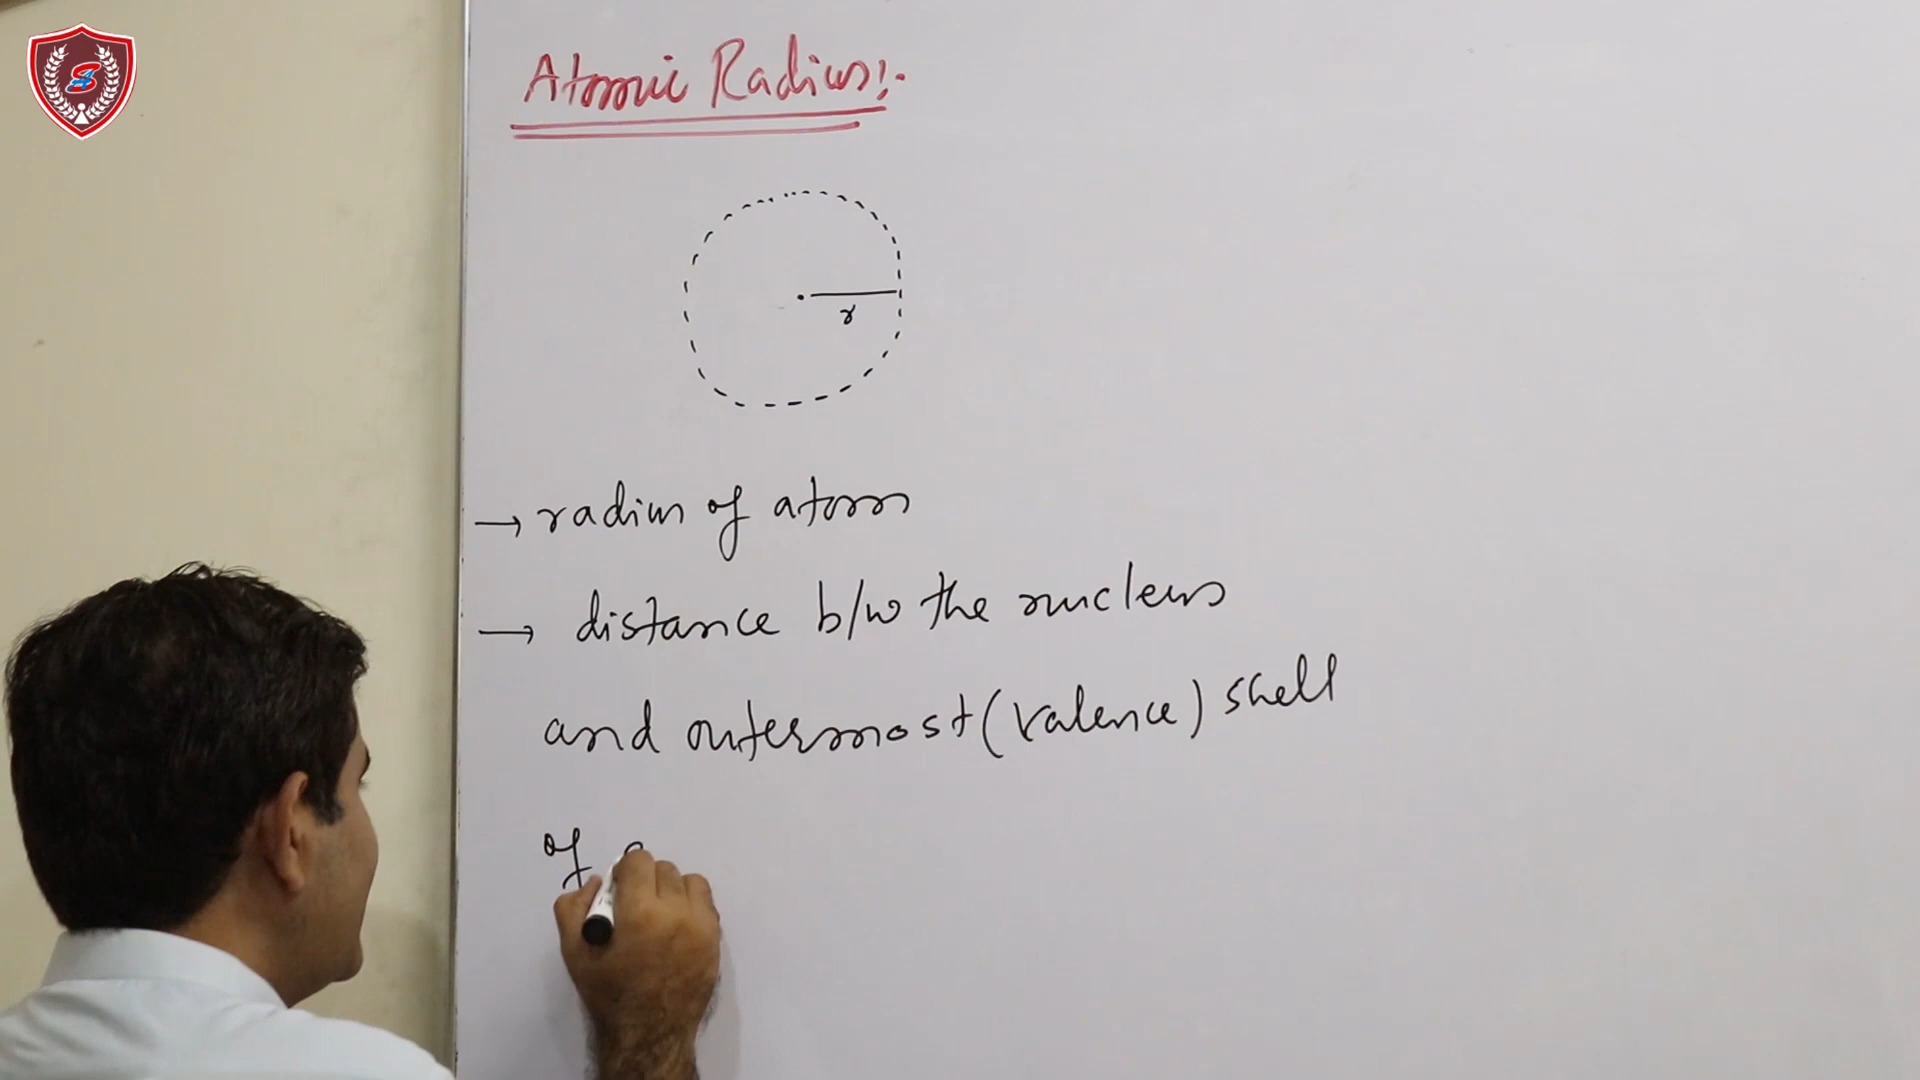 Atomic Radius:-
r
→ radius of atom
→ distance b/w the nucleus
and outermost (valence) shell
of